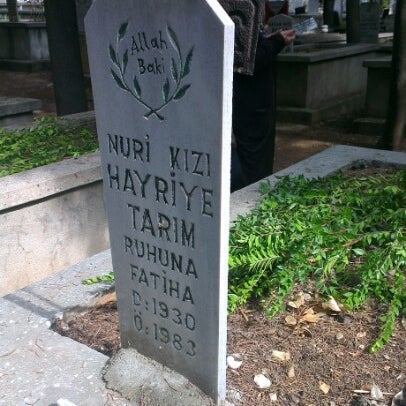 Allah
Baki
NURİ KIZI
HAYRİYE
TARIM
RUHUNA
FATİHA
D:1930
Ö:1983